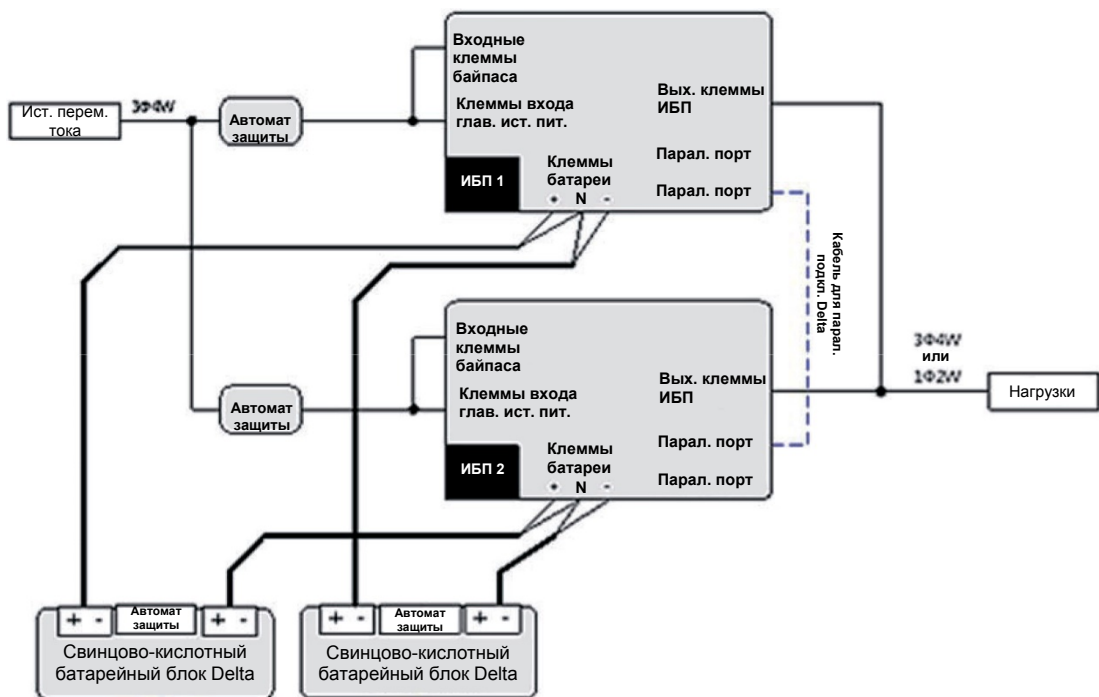 Входные
клеммы
байпаса
Вых. клеммы
ИБП
3Ф4W
Ист. перем.
тока
Автомат
защиты
Клеммы входа
глав. ист. пит.
Парал. порт
ИБП 1
Клеммы
батареи
+ N -
Парал. порт
Кабель для парал.
подкл. Delta
Входные
клеммы
байпаса
3Ф4W
или
1Ф2W
Вых. клеммы
ИБП
Нагрузки
Автомат
защиты
Клеммы входа
глав. ист. пит.
Парал. порт
ИБП 2
Клеммы
батареи
+ N -
Парал. порт
+ -
Автомат
защиты
+ -
Свинцово-кислотный
батарейный блок Delta
+ -
Автомат
защиты
+ -
Свинцово-кислотный
батарейный блок Delta